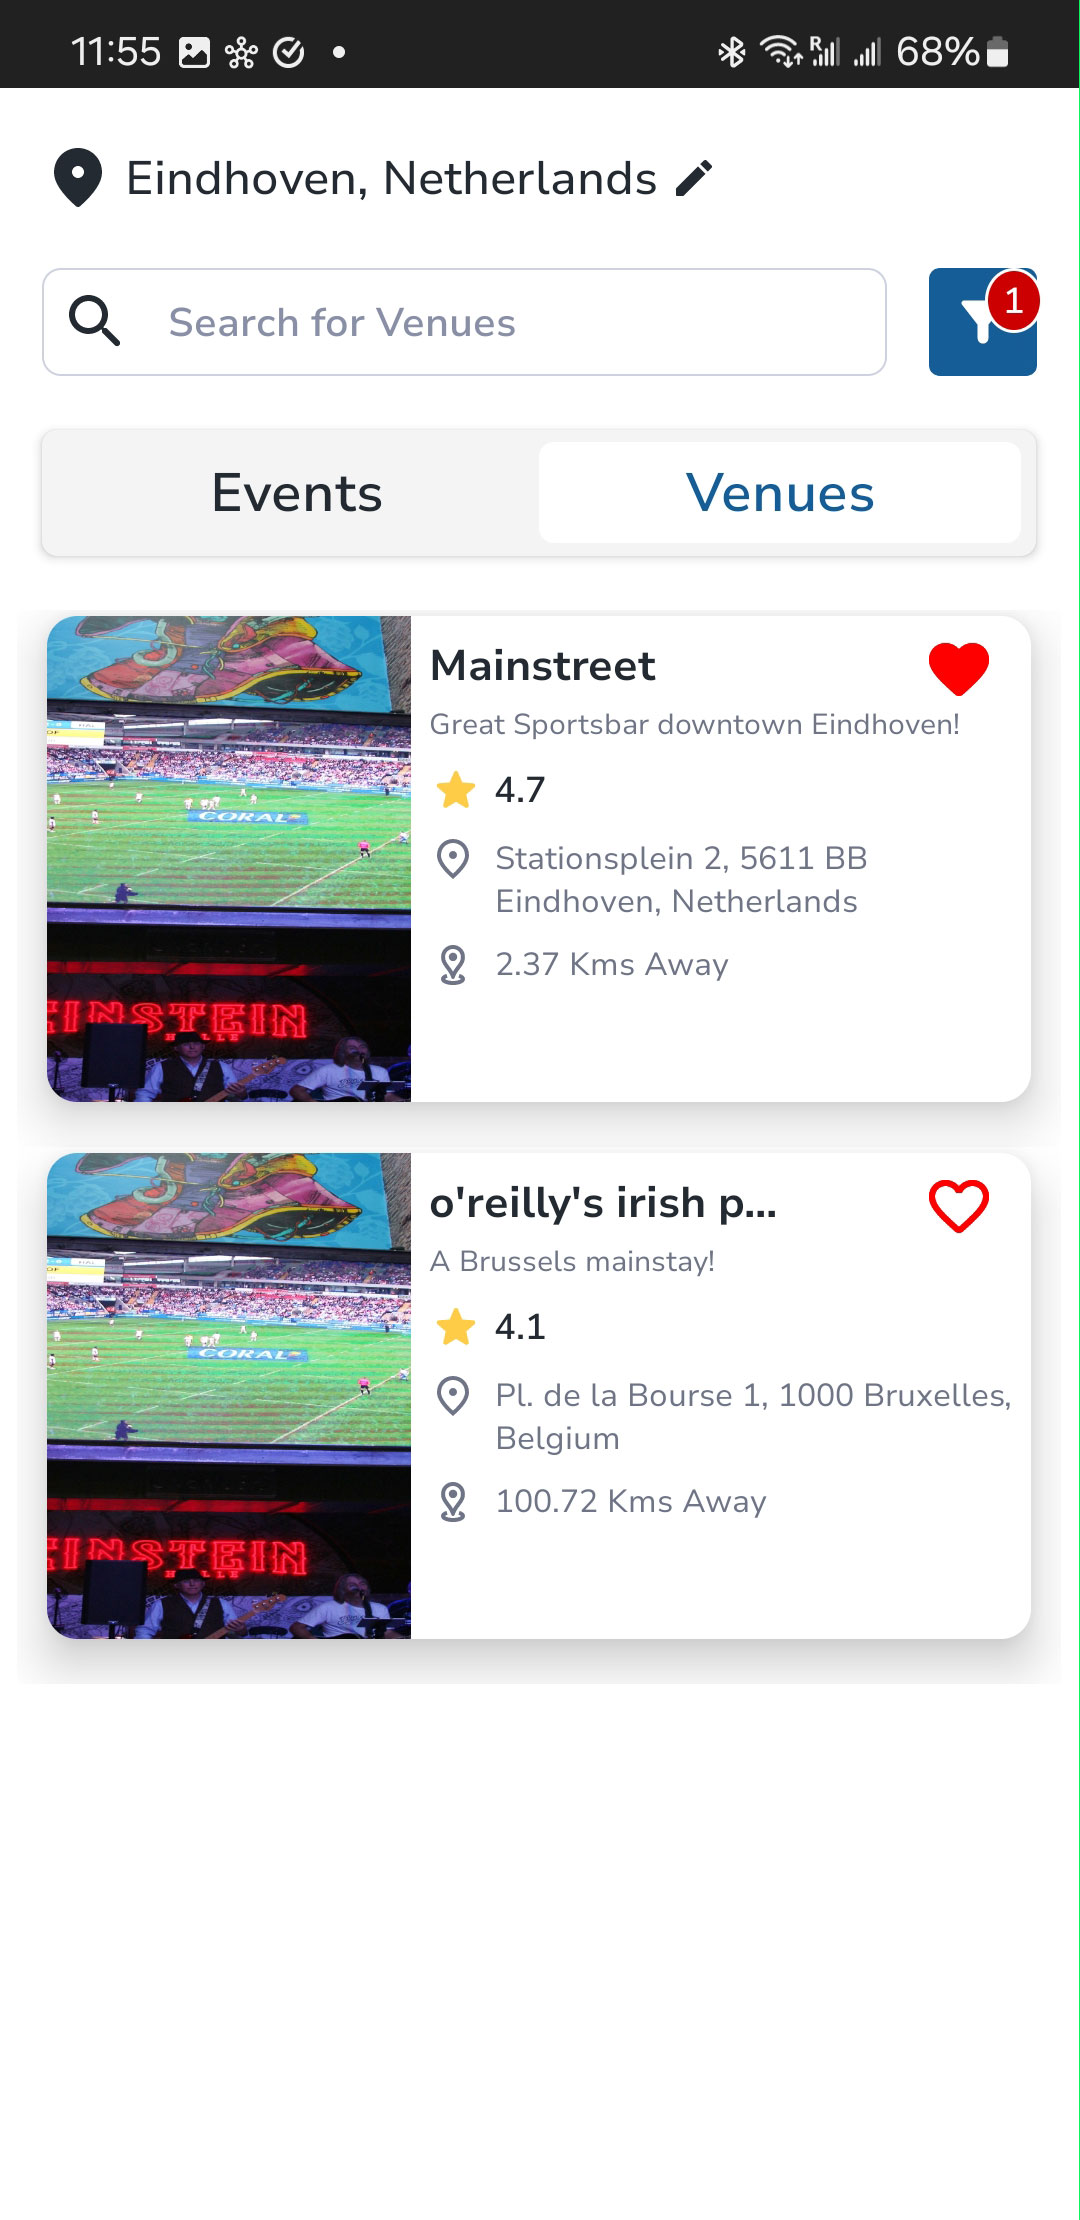 11:55
R
68%
Eindhoven, Netherlands
Search for Venues
1
Events
Venues
CORAL
EINSTEIN
Mainstreet
Great Sportsbar downtown Eindhoven!
4.7
Stationsplein 2, 5611 BB
Eindhoven, Netherlands
2.37 Kms Away
CORAL
EINSTEIN
o'reilly's irish p...
A Brussels mainstay!
4.1
Pl. de la Bourse 1, 1000 Bruxelles,
Belgium
100.72 Kms Away